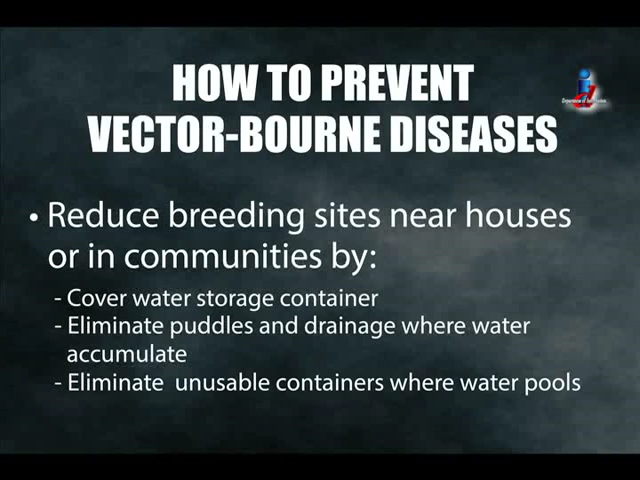 HOW TO PREVENT
VECTOR-BOURNE DISEASES
• Reduce breeding sites near houses
or in communities by:
- Cover water storage container
- Eliminate puddles and drainage where water
accumulate
- Eliminate unusable containers where water pools